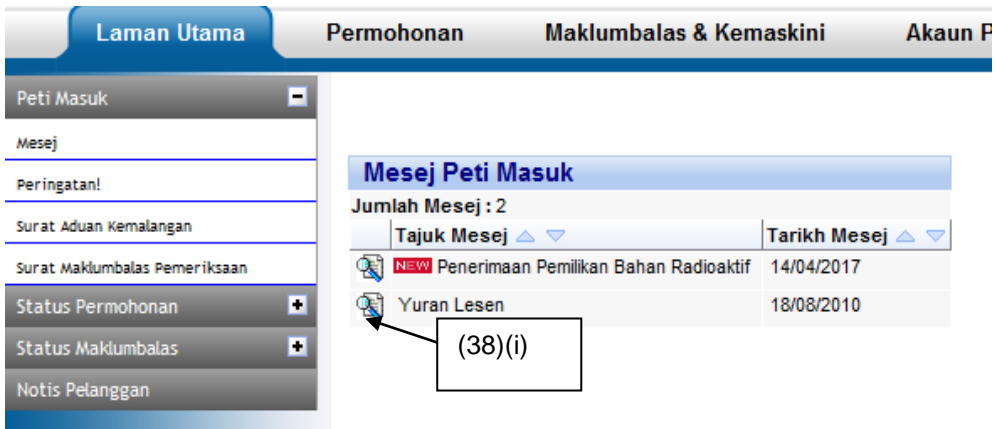 Laman Utama Permohonan Maklumbalas & Kemaskini Akaun P
Peti Masuk
Mesej
Peringatan!
Surat Aduan Kemalangan
Surat Maklumbalas Pemeriksaan
Status Permohonan
Status Maklumbalas
Notis Pelanggan
Mesej Peti Masuk
Jumlah Mesej : 2
Tajuk Mesej Tarikh Mesej
NEW Penerimaan Pemilikan Bahan Radioaktif 14/04/2017
Yuran Lesen 18/08/2010
(38)(i)